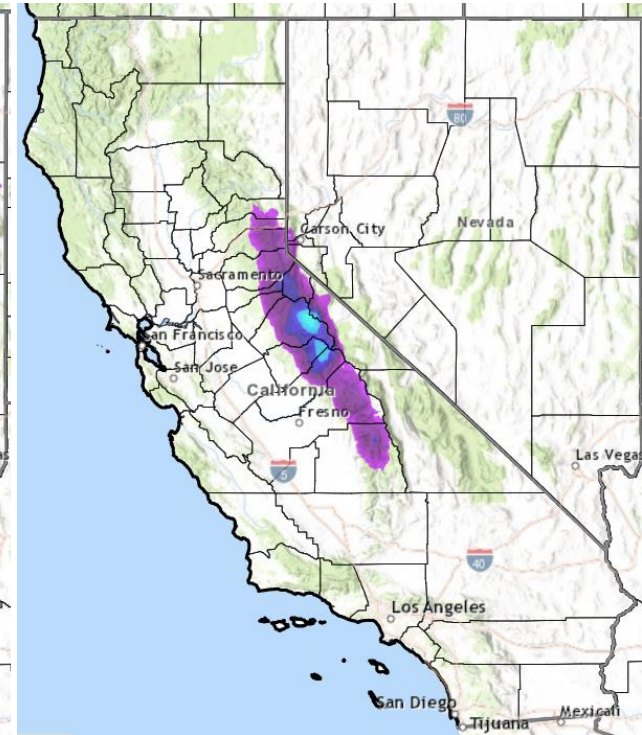 80
Nevada
Carson City
Sacramento
San Francisco
San Jose
California
Fresno
5
Las Vegas
40
Los Angeles
San Diego
Tijuana
Mexicali